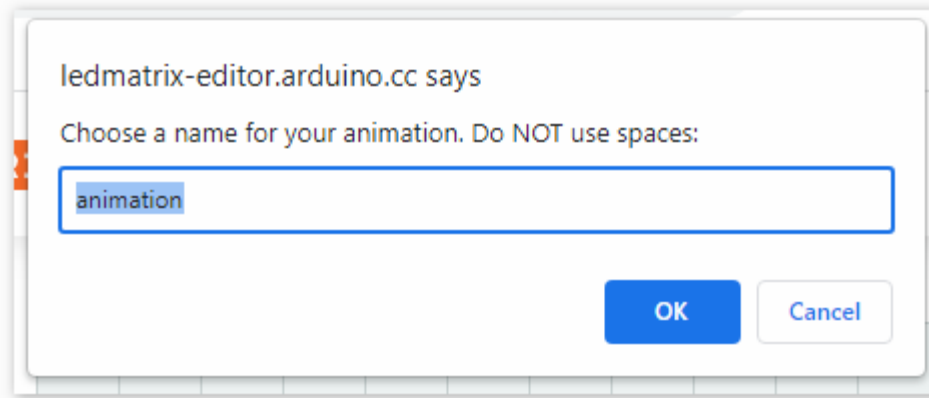 ledmatrix-editor.arduino.cc says
Choose a name for your animation. Do NOT use spaces:
animation
OK Cancel